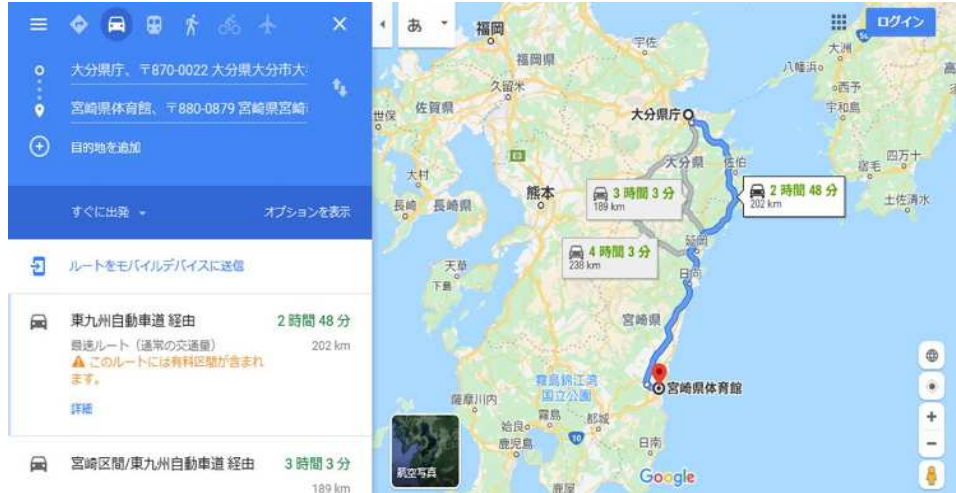 大分県庁、〒870-0022 大分県大分市大
宮崎県体育館、〒880-0879 宮崎県宮崎
目的地を追加
すぐに出発
オプションを表示
ルートをモバイルデバイスに送信
東九州自動車道 経由
2 時間 48 分
最速ルート（通常の交通量）
202 km
このルートには有料区間が含まれ
ます。
詳細
宮崎区間/東九州自動車道 経由
3 時間 3 分
189 km
あ
ログイン
福岡
宇佐
大洲
八幡浜
福岡県
久留米
西予
佐賀県
世保
大分県庁
宇和島
大分県
佐伯
四万十
宿毛
大村
熊本
3 時間 3 分
189 km
2 時間 48 分
202 km
土佐清水
長崎
長崎県
延岡
4 時間 3 分
238 km
天草
日向
下島
宮崎県
霧島錦江湾
国立公園
宮崎県体育館
薩摩川内
霧島
都城
姶良
鹿児島
10
日南
航空写真
鹿屋
Google